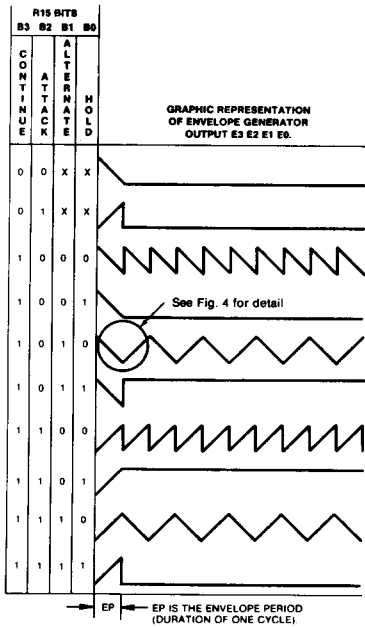 R15 BITS
B3 B2 B1 B0
CONTINUE
ATTACK
ALTERNATE
HOLD
GRAPHIC REPRESENTATION
OF ENVELOPE GENERATOR
OUTPUT E3 E2 E1 E0.
0 0 X X
0 1 X X
1 0 0 0
1 0 0 1
See Fig. 4 for detail
1 0 1 0
1 0 1 1
1 1 0 0
1 1 0 1
1 1 1 0
1 1 1 1
EP
EP IS THE ENVELOPE PERIOD
(DURATION OF ONE CYCLE)